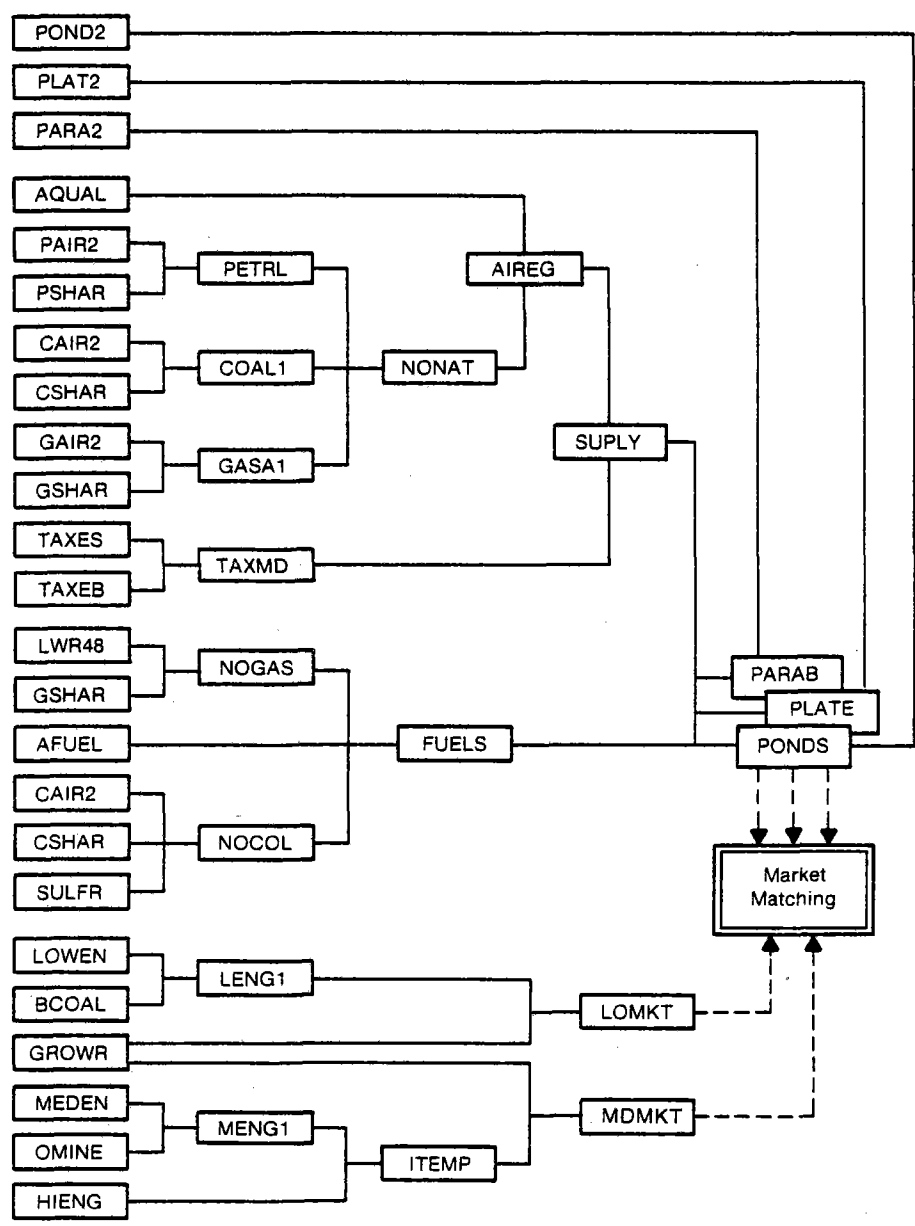 POND2
PLAT2
PARA2
AQUAL
PAIR2
PSHAR
PETRL
AIREG
CAIR2
CSHAR
COAL1
NONAT
GAIR2
GSHAR
GASA1
SUPLY
TAXES
TAXEB
TAXMD
LWR48
GSHAR
NOGAS
PARAB
PLATE
AFUEL
FUELS
PONDS
CAIR2
CSHAR
SULFR
NOCOL
Market
Matching
LOWEN
BCOAL
LENG1
LOMKT
GROWR
MEDEN
OMINE
MENG1
MDMKT
ITEMP
HIENG